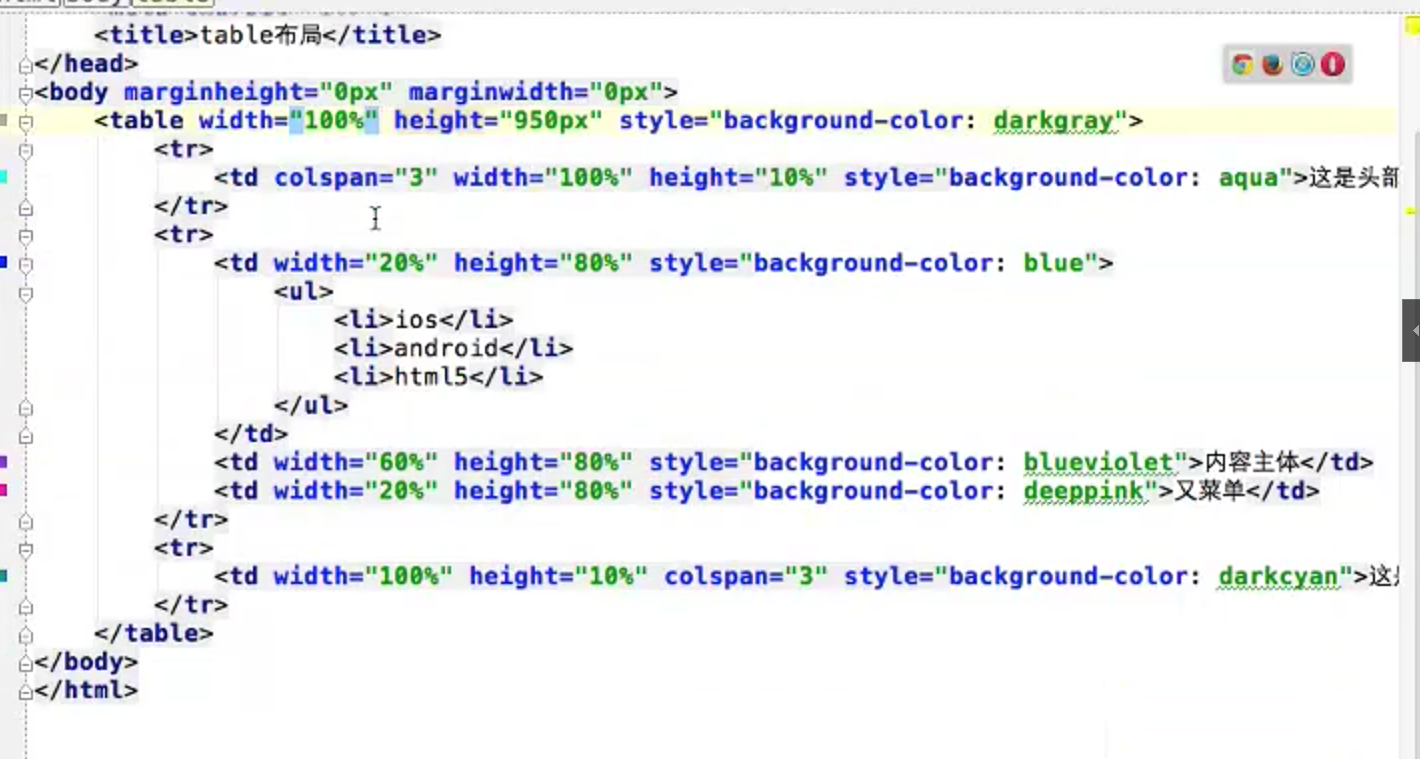 <title>table布局</title>
</head>
<body marginheight="0px" marginwidth="0px">
<table width="100%" height="950px" style="background-color: darkgray">
<tr>
<td colspan="3" width="100%" height="10%" style="background-color: aqua">这是头部
</tr>
<tr>
<td width="20%" height="80%" style="background-color: blue">
<ul>
<li>ios</li>
<li>android</li>
<li>html5</li>
</ul>
</td>
<td width="60%" height="80%" style="background-color: blueviolet">内容主体</td>
<td width="20%" height="80%" style="background-color: deeppink">又菜单</td>
</tr>
<tr>
<td width="100%" height="10%" colspan="3" style="background-color: darkcyan">这
</tr>
</table>
</body>
</html>